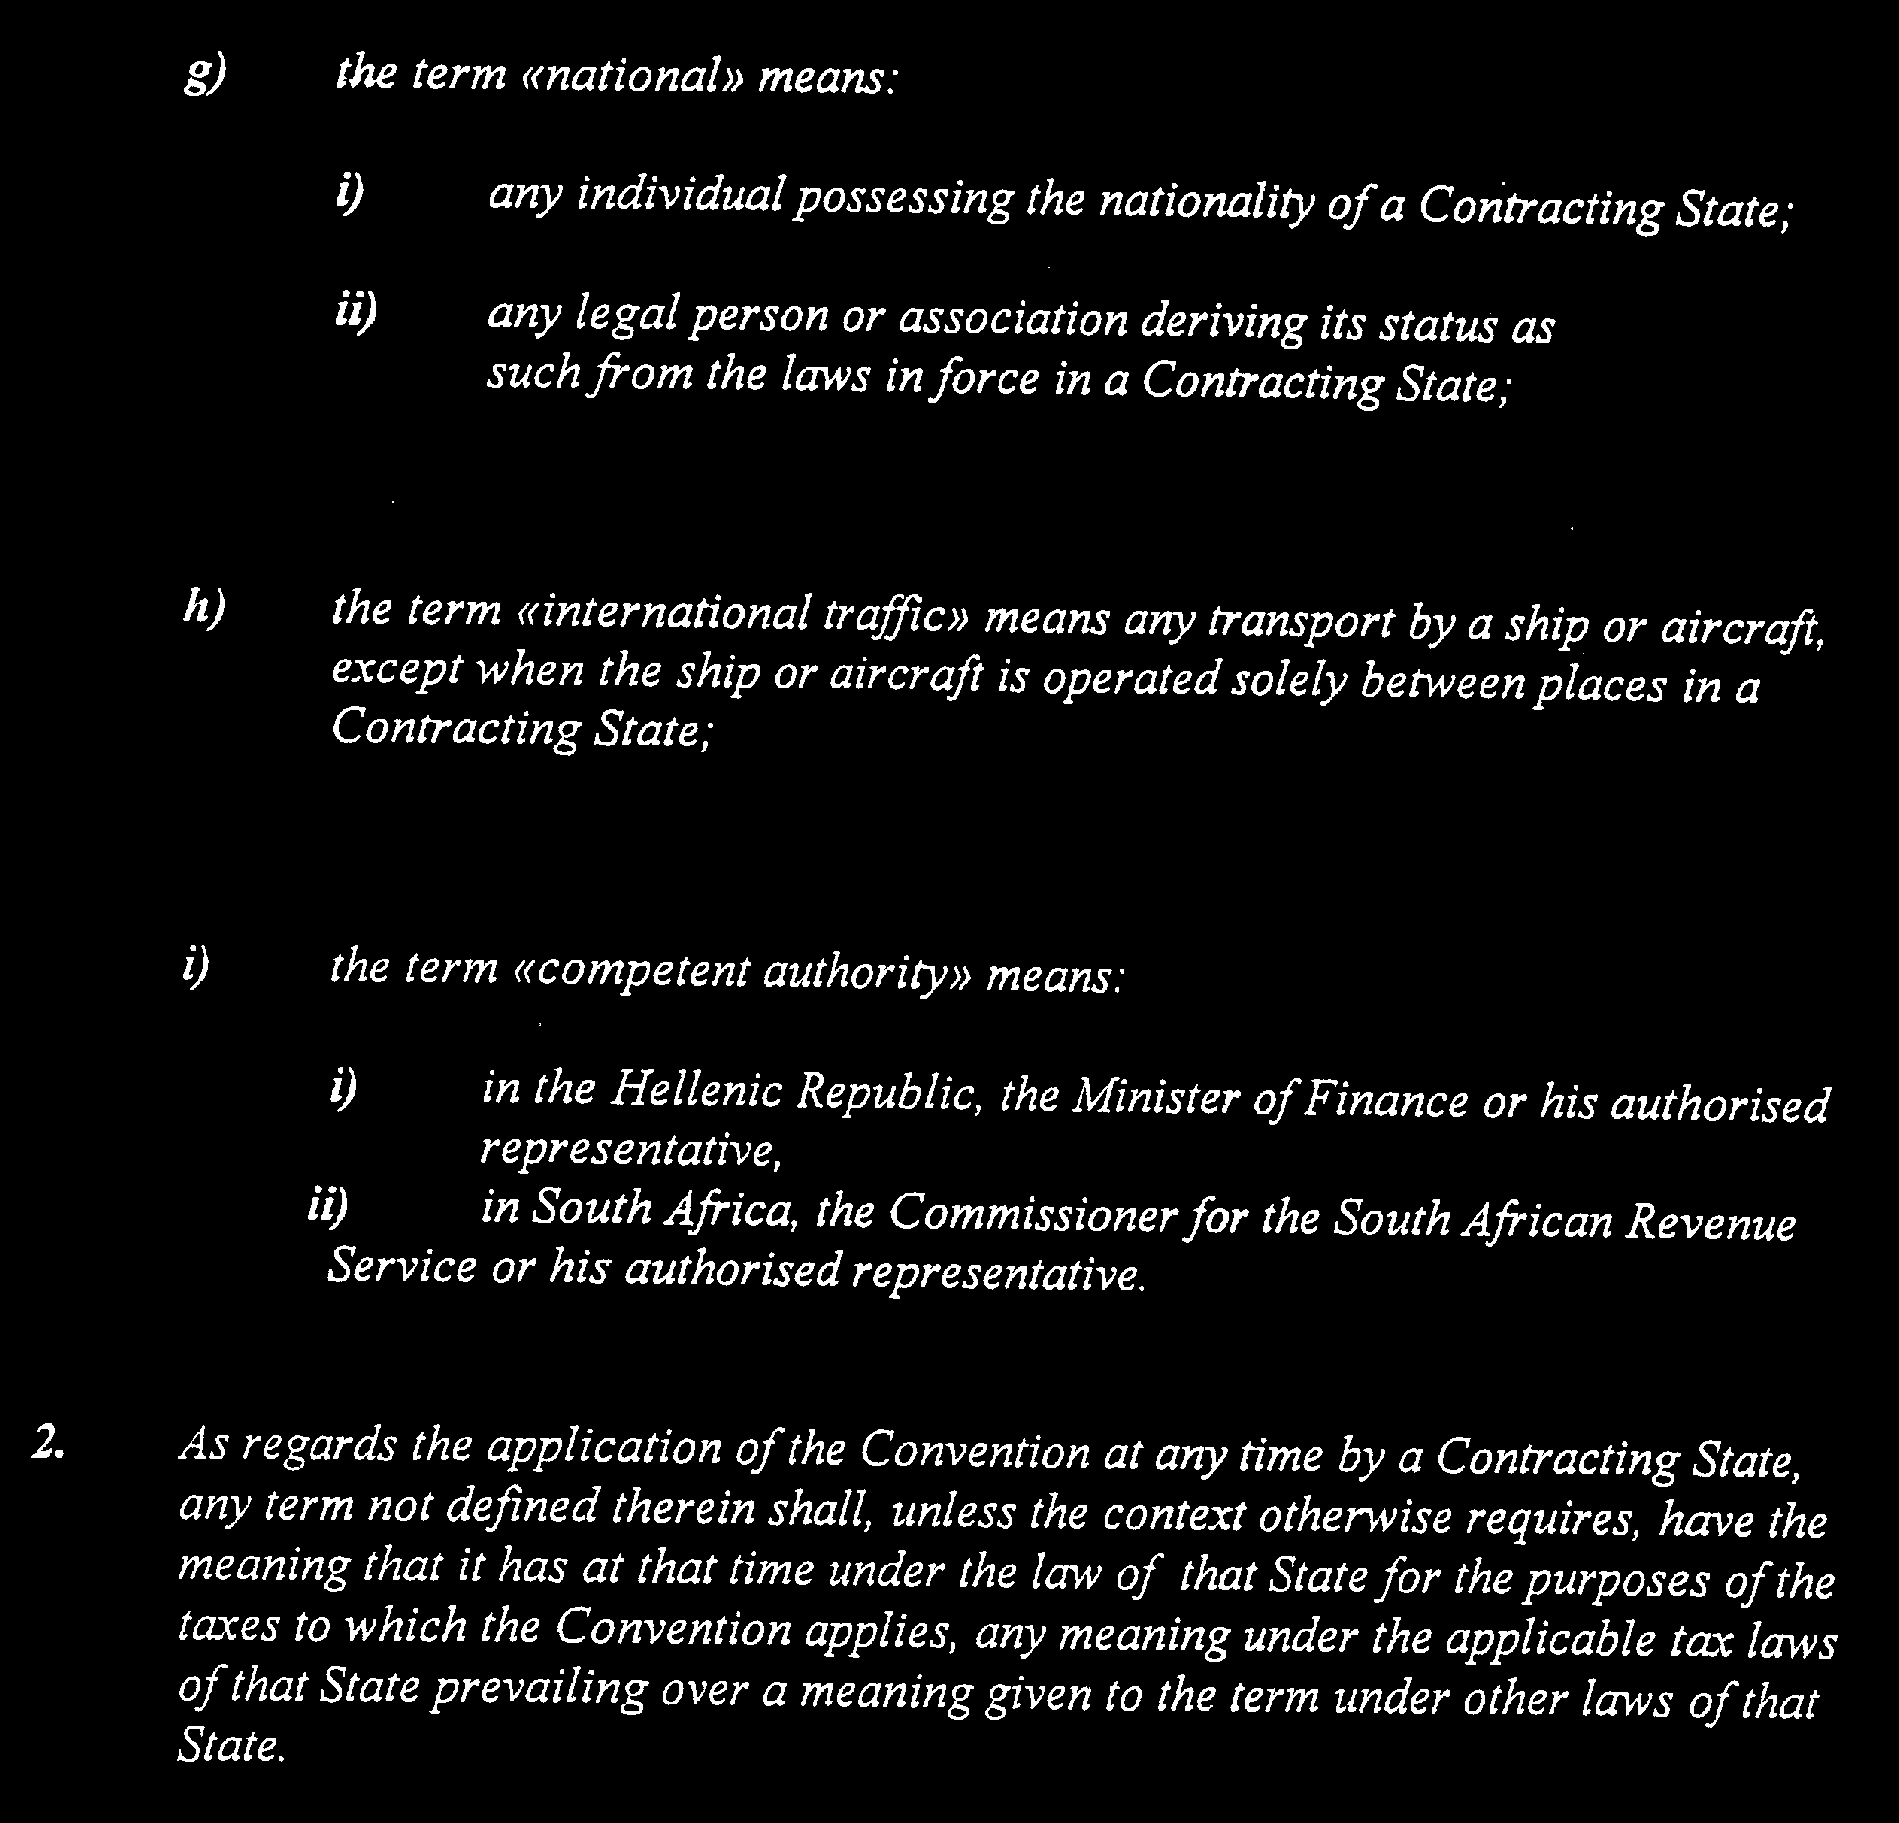 g) the term «national» means:
i) any individual possessing the nationality of a Contracting State;
ii) any legal person or association deriving its status as
such from the laws in force in a Contracting State;
h) the term «international traffic» means any transport by a ship or aircraft,
except when the ship or aircraft is operated solely between places in a
Contracting State;
i) the term «competent authority» means:
i) in the Hellenic Republic, the Minister of Finance or his authorised
representative,
ii) in South Africa, the Commissioner for the South African Revenue
Service or his authorised representative.
2. As regards the application of the Convention at any time by a Contracting State,
any term not defined therein shall, unless the context otherwise requires, have the
meaning that it has at that time under the law of that State for the purposes of the
taxes to which the Convention applies, any meaning under the applicable tax laws
of that State prevailing over a meaning given to the term under other laws of that
State.